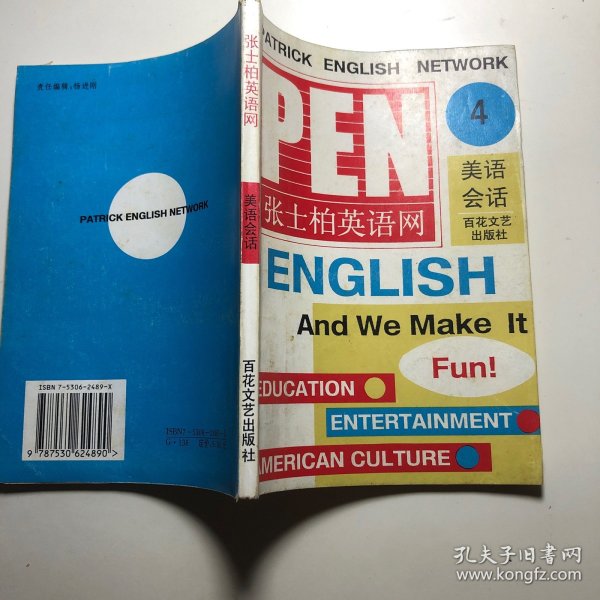 责任编辑:杨进刚
PATRICK ENGLISH NETWORK
ISBN 7-5306-2489-X
9 787530 624890 >
张士柏英语网
美语会话
百花文艺出版社
PATRICK ENGLISH NETWORK
PEN
张士柏英语网
4
美语
会话
百花文艺
出版社
ENGLISH
And We Make It
Fun!
EDUCATION
ENTERTAINMENT
AMERICAN CULTURE
孔夫子旧书网
www.kongfz.com